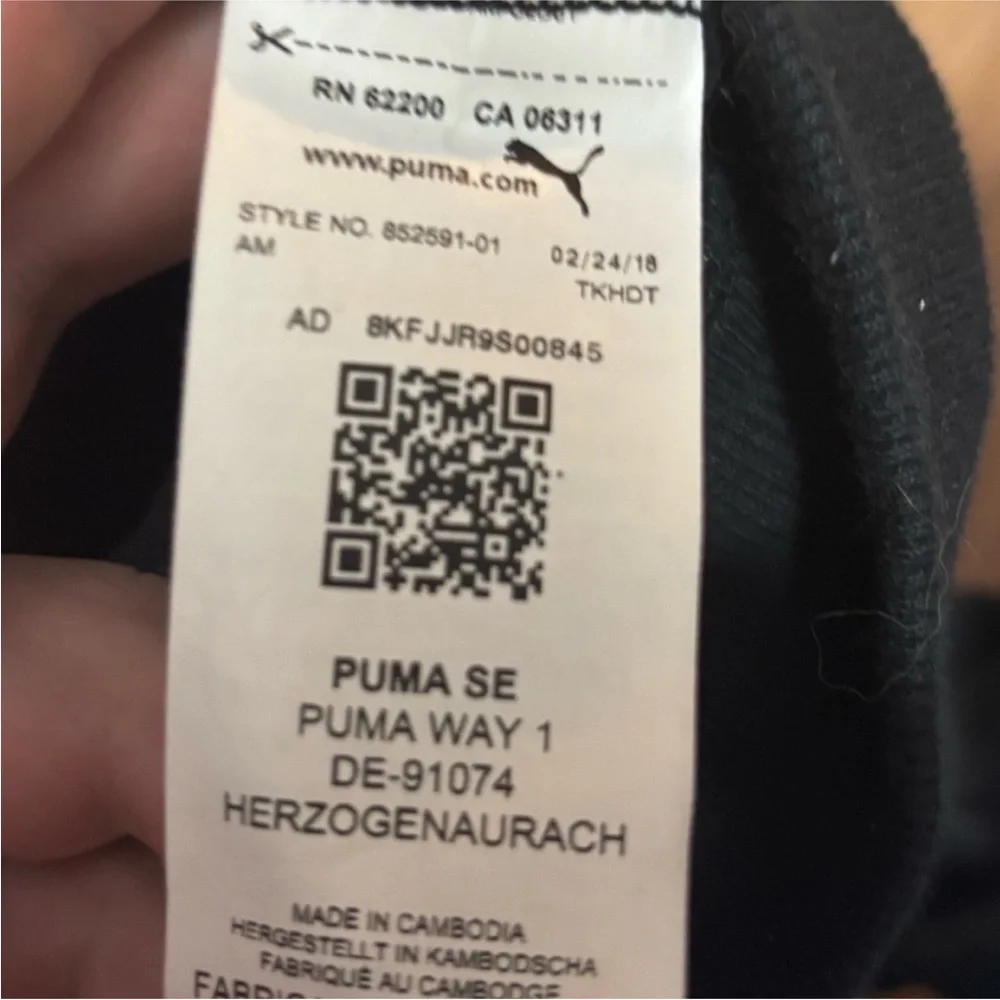 RN 62200 CA 06311
www.puma.com
STYLE NO. 852591-01 02/24/18
AM TKHDT
AD 8KFJJR9S00845
PUMA SE
PUMA WAY 1
DE-91074
HERZOGENAURACH
MADE IN CAMBODIA
HERGESTELLT IN KAMBODSCHA
FABRIQUÉ AU CAMBODGE